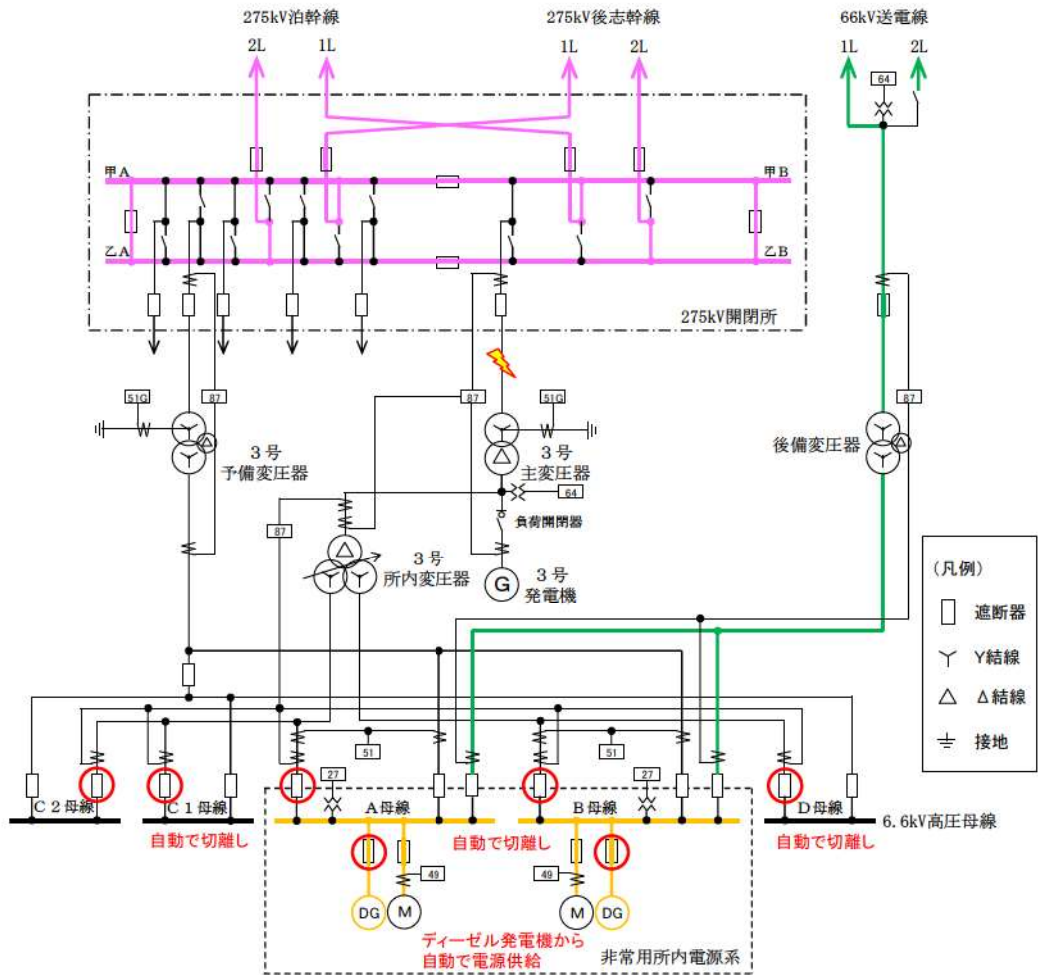 275kV泊幹線
275kV後志幹線
66kV送電線
2L
1L
1L
2L
1L
2L
64
甲A
甲B
乙A
乙B
275kV開閉所
51G
87
87
51G
87
3号
予備変圧器
3号
主変圧器
後備変圧器
64
87
負荷開閉器
3号
所内変圧器
G
3号
発電機
(凡例)
遮断器
Y結線
Δ結線
接地
51
51
27
27
C2母線
C1母線
A母線
B母線
D母線
6.6kV高圧母線
自動で切離し
自動で切離し
自動で切離し
49
49
DG
M
M
DG
ディーゼル発電機から
自動で電源供給
非常用所内電源系